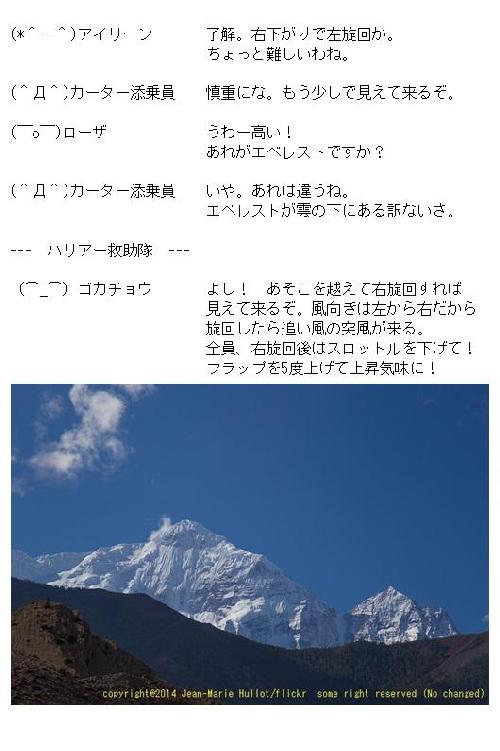 (*＾－＾)アイリーン　了解。右下がりで左旋回か。
ちょっと難しいわね。
(＾Д＾)カーター添乗員　慎重にな。もう少しで見えて来るぞ。
(￣o￣)ローザ　うわー高い！
あれがエベレストですか？
(＾Д＾)カーター添乗員　いや。あれは違うね。
エベレストが雲の下にある訳ないさ。
---　ハリアー救助隊　---
(⌒_⌒) ゴカチョウ　よし！　あそこを越えて右旋回すれば
見えて来るぞ。風向きは左から右だから
旋回したら追い風の突風が来る。
全員、右旋回後はスロットルを下げて！
フラップを5度上げて上昇気味に！
copyright©2014 Jean-Marie Hullot/flickr some right reserved (No changed)